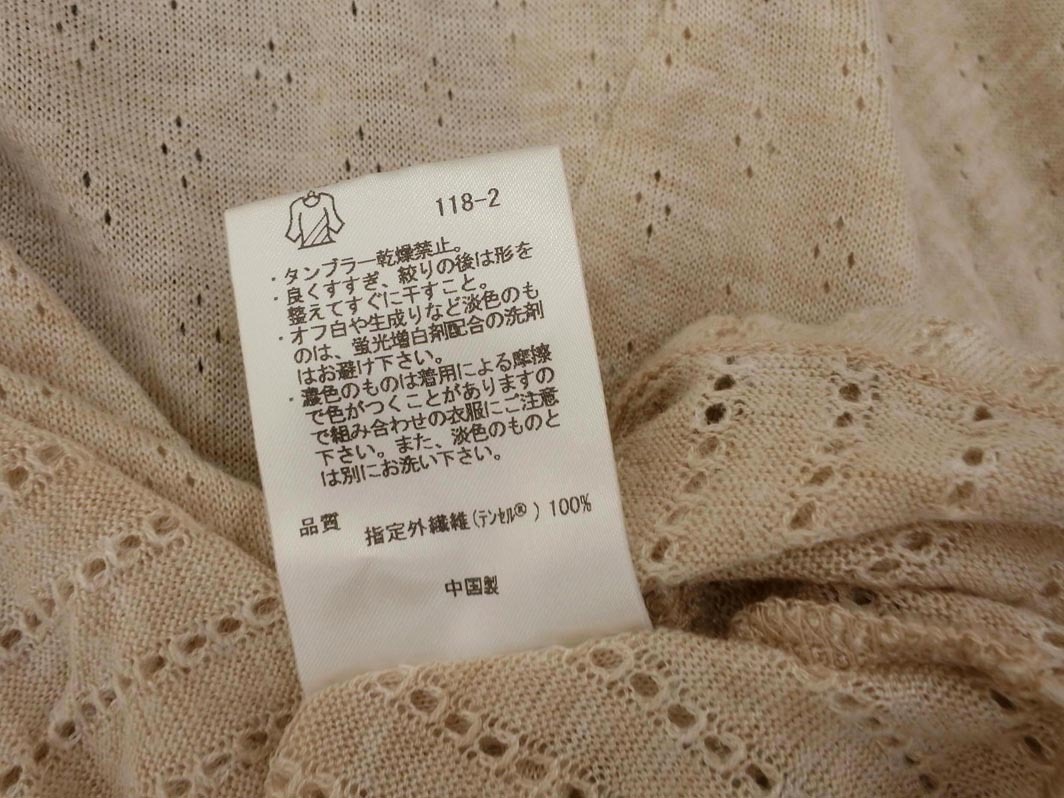 118-2
・タンブラー乾燥禁止。
・良くすすぎ、絞りの後は形を
整えてすぐに干すこと。
・オフ白や生成りなど淡色のも
のは、蛍光増白剤配合の洗剤
はお避け下さい。
・濃色のものは着用による摩擦
で色がつくことがありますの
で組み合わせの衣服にご注意
下さい。また、淡色のものと
は別にお洗い下さい。
品質 指定外繊維(ﾃﾝｾﾙ®) 100%
中国製